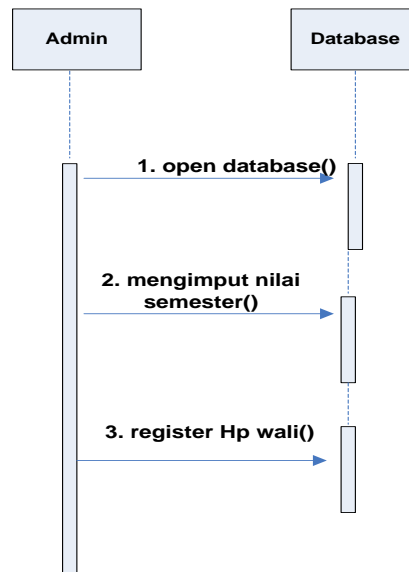 Admin
Database
1. open database()
2. mengimput nilai
semester()
3. register Hp wali()